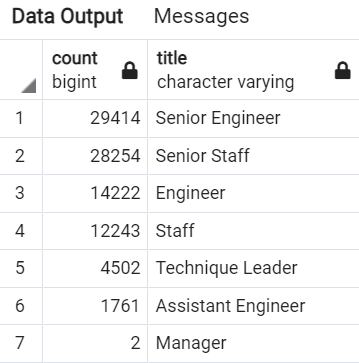 Data Output Messages
count title
bigint character varying
1 29414 Senior Engineer
2 28254 Senior Staff
3 14222 Engineer
4 12243 Staff
5 4502 Technique Leader
6 1761 Assistant Engineer
7 2 Manager